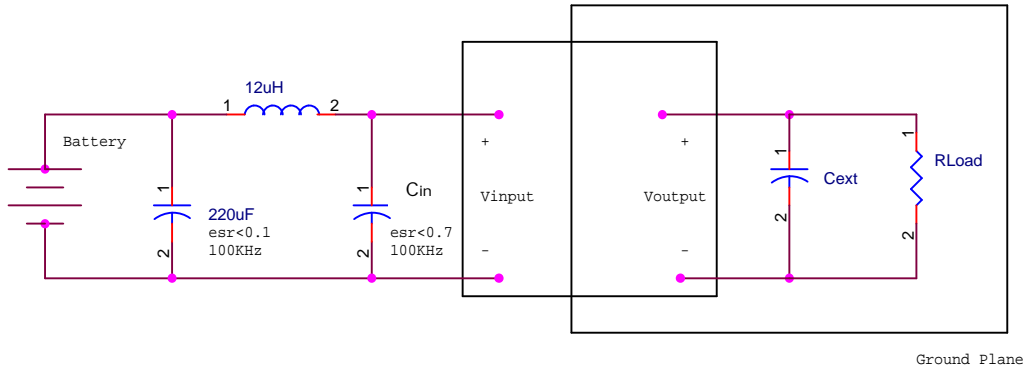 12uH
1
2
Battery
+
+
1
1
RLoad
1
1
Cin
Cext
Vinput
Voutput
220uF
esr<0.1
100KHz
esr<0.7
100KHz
2
2
2
2
-
-
Ground Plane